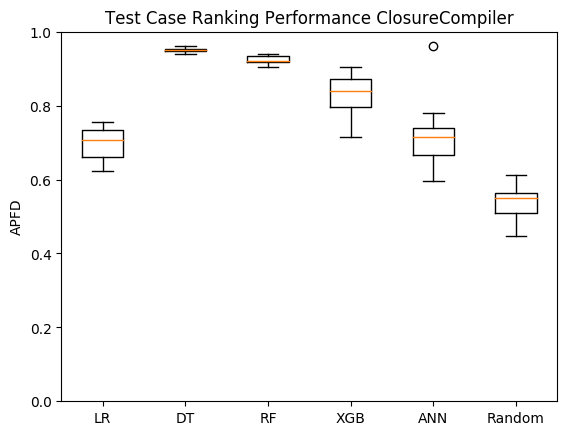 Test Case Ranking Performance ClosureCompiler
1.0
0.8
0.6
0.4
0.2
0.0
APFD
LR DT RF XGB ANN Random